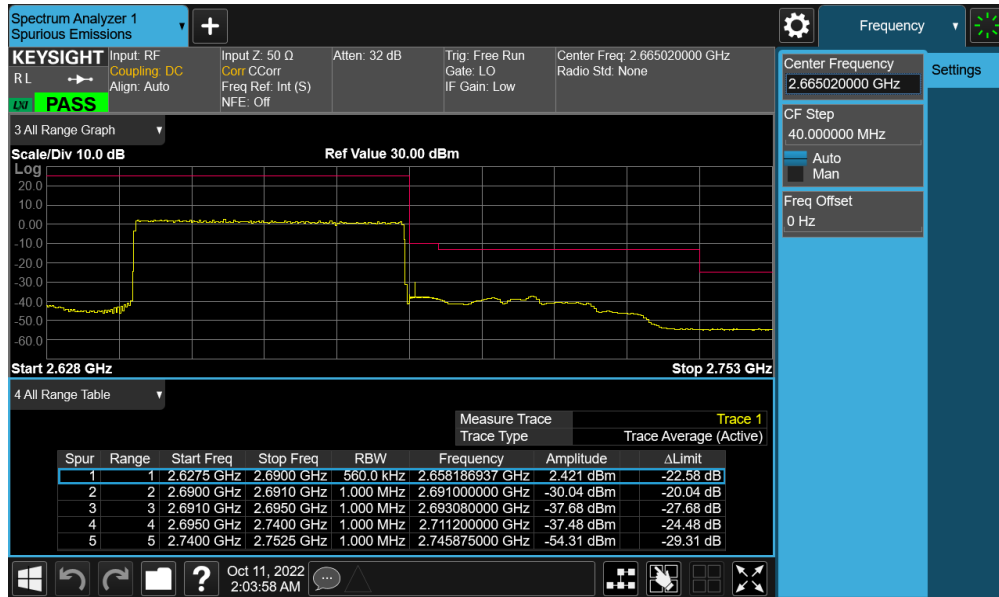 Spectrum Analyzer 1
Spurious Emissions
+
Frequency
KEYSIGHT
R L
LXI
PASS
Input: RF
Coupling: DC
Align: Auto
Input Z: 50 Ω
Corr CCorr
Freq Ref: Int (S)
NFE: Off
Atten: 32 dB
Trig: Free Run
Gate: LO
IF Gain: Low
Center Freq: 2.665020000 GHz
Radio Std: None
Center Frequency
2.665020000 GHz
Settings
CF Step
40.000000 MHz
Auto
Man
Freq Offset
0 Hz
3 All Range Graph
Scale/Div 10.0 dB
Ref Value 30.00 dBm
Log
20.0
10.0
0.00
-10.0
-20.0
-30.0
-40.0
-50.0
-60.0
Start 2.628 GHz
Stop 2.753 GHz
4 All Range Table
Measure Trace Trace 1
Trace Type Trace Average (Active)
Spur Range Start Freq Stop Freq RBW Frequency Amplitude ΔLimit
1 1 2.6275 GHz 2.6900 GHz 560.0 kHz 2.658186937 GHz 2.421 dBm -22.58 dB
2 2 2.6900 GHz 2.6910 GHz 1.000 MHz 2.691000000 GHz -30.04 dBm -20.04 dB
3 3 2.6910 GHz 2.6950 GHz 1.000 MHz 2.693080000 GHz -37.68 dBm -27.68 dB
4 4 2.6950 GHz 2.7400 GHz 1.000 MHz 2.711200000 GHz -37.48 dBm -24.48 dB
5 5 2.7400 GHz 2.7525 GHz 1.000 MHz 2.745875000 GHz -54.31 dBm -29.31 dB
?
Oct 11, 2022
2:03:58 AM